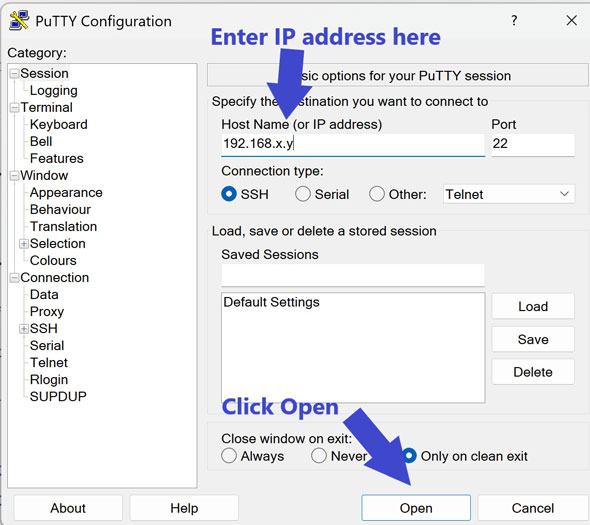 PuTTY Configuration
?
Enter IP address here
Category:
Session
Logging
Terminal
Keyboard
Bell
Features
Window
Appearance
Behaviour
Translation
Selection
Colours
Connection
Data
Proxy
SSH
Serial
Telnet
Rlogin
SUPDUP
options for your PuTTY session
Specify the destination you want to connect to
Host Name (or IP address) Port
192.168.x.y 22
Connection type:
SSH Serial Other: Telnet
Load, save or delete a stored session
Saved Sessions
Default Settings
Load
Save
Delete
Click Open
Close window on exit:
Always Never Only on clean exit
About Help Open Cancel